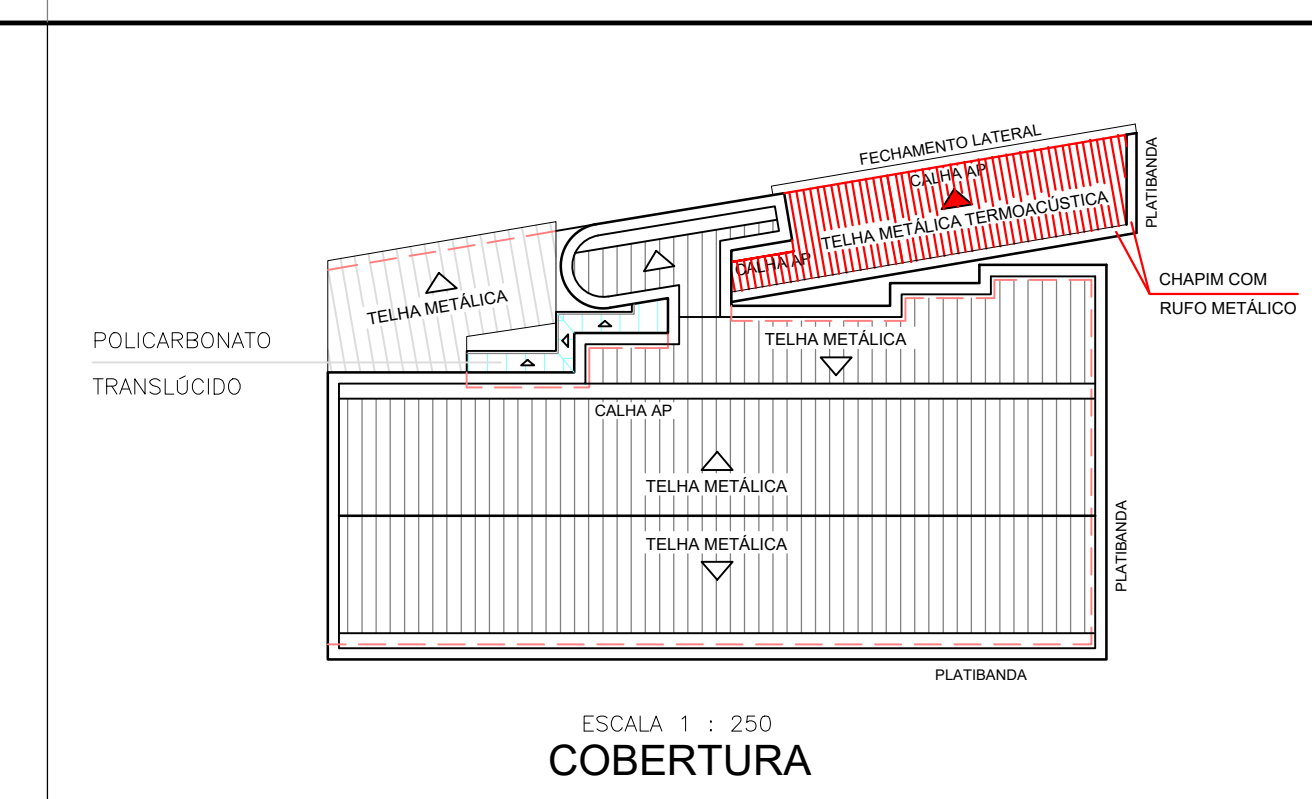 FECHAMENTO LATERAL
CALHA AP
PLATIBANDA
TELHA METÁLICA TERMOACÚSTICA
CALHA AP
CHAPIM COM
RUFO METÁLICO
TELHA METÁLICA
POLICARBONATO
TRANSLÚCIDO
TELHA METÁLICA
CALHA AP
TELHA METÁLICA
TELHA METÁLICA
PLATIBANDA
PLATIBANDA
ESCALA 1 : 250
COBERTURA